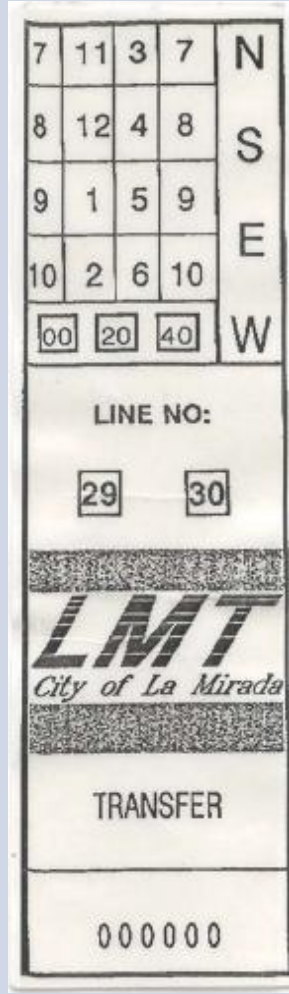 7 11 3 7 N
8 12 4 8 S
9 1 5 9 E
10 2 6 10
00 20 40 W
LINE NO:
29 30
LMT
City of La Mirada
TRANSFER
000000